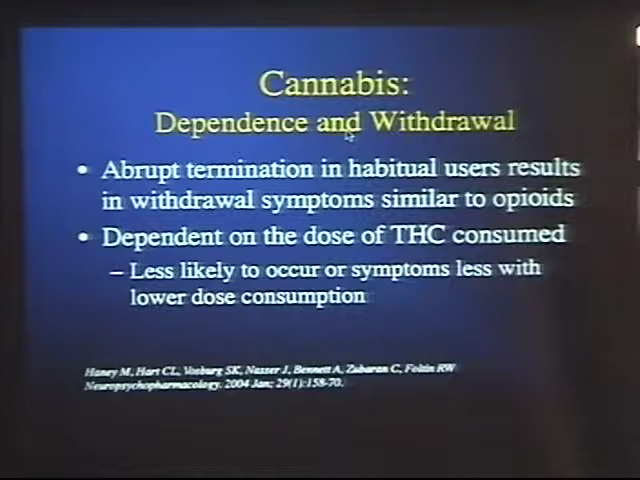 Cannabis:
Dependence and Withdrawal
• Abrupt termination in habitual users results
in withdrawal symptoms similar to opioids
• Dependent on the dose of THC consumed
– Less likely to occur or symptoms less with
lower dose consumption
Haney M, Hart CL, Vosburg SK, Nasser J, Bennett A, Zubaran C, Foltin RW
Neuropsychopharmacology. 2004 Jan; 29(1):158-70.